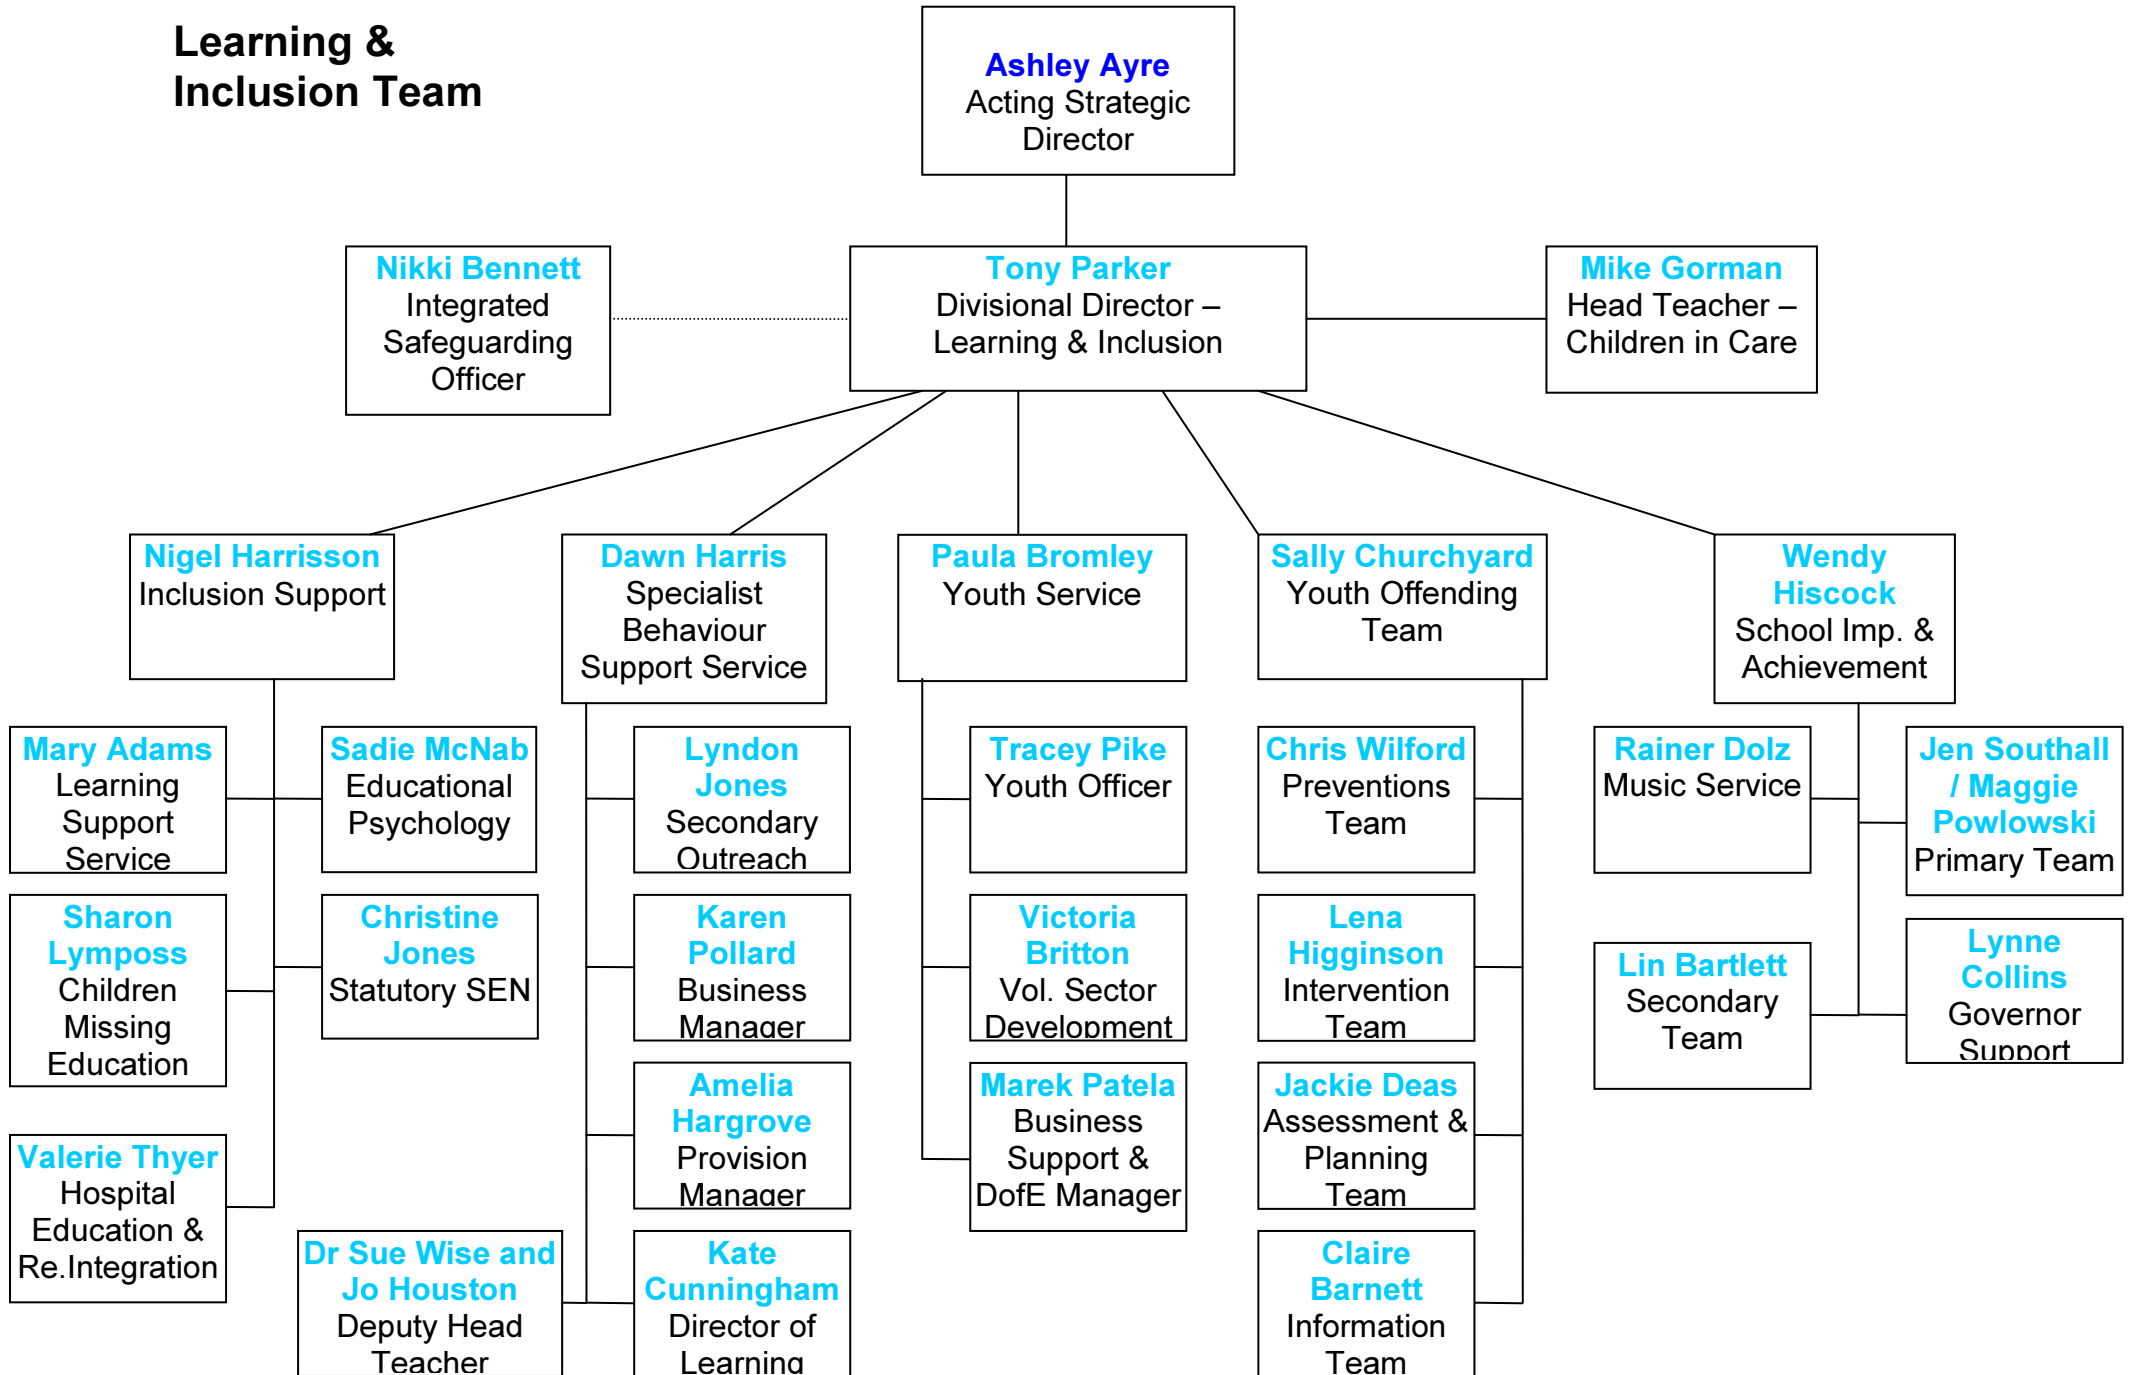 Learning &
Inclusion Team
Ashley Ayre
Acting Strategic
Director
Nikki Bennett
Integrated
Safeguarding
Officer
Tony Parker
Divisional Director –
Learning & Inclusion
Mike Gorman
Head Teacher –
Children in Care
Nigel Harrisson
Inclusion Support
Dawn Harris
Specialist
Behaviour
Support Service
Paula Bromley
Youth Service
Sally Churchyard
Youth Offending
Team
Wendy
Hiscock
School Imp. &
Achievement
Mary Adams
Learning
Support
Service
Sadie McNab
Educational
Psychology
Lyndon
Jones
Secondary
Outreach
Tracey Pike
Youth Officer
Chris Wilford
Preventions
Team
Rainer Dolz
Music Service
Jen Southall
/ Maggie
Powlowski
Primary Team
Sharon
Lymposs
Children
Missing
Education
Christine
Jones
Statutory SEN
Karen
Pollard
Business
Manager
Victoria
Britton
Vol. Sector
Development
Lena
Higginson
Intervention
Team
Lin Bartlett
Secondary
Team
Lynne
Collins
Governor
Support
Valerie Thyer
Hospital
Education &
Re.Integration
Amelia
Hargrove
Provision
Manager
Marek Patela
Business
Support &
DofE Manager
Jackie Deas
Assessment &
Planning
Team
Dr Sue Wise and
Jo Houston
Deputy Head
Teacher
Kate
Cunningham
Director of
Learning
Claire
Barnett
Information
Team